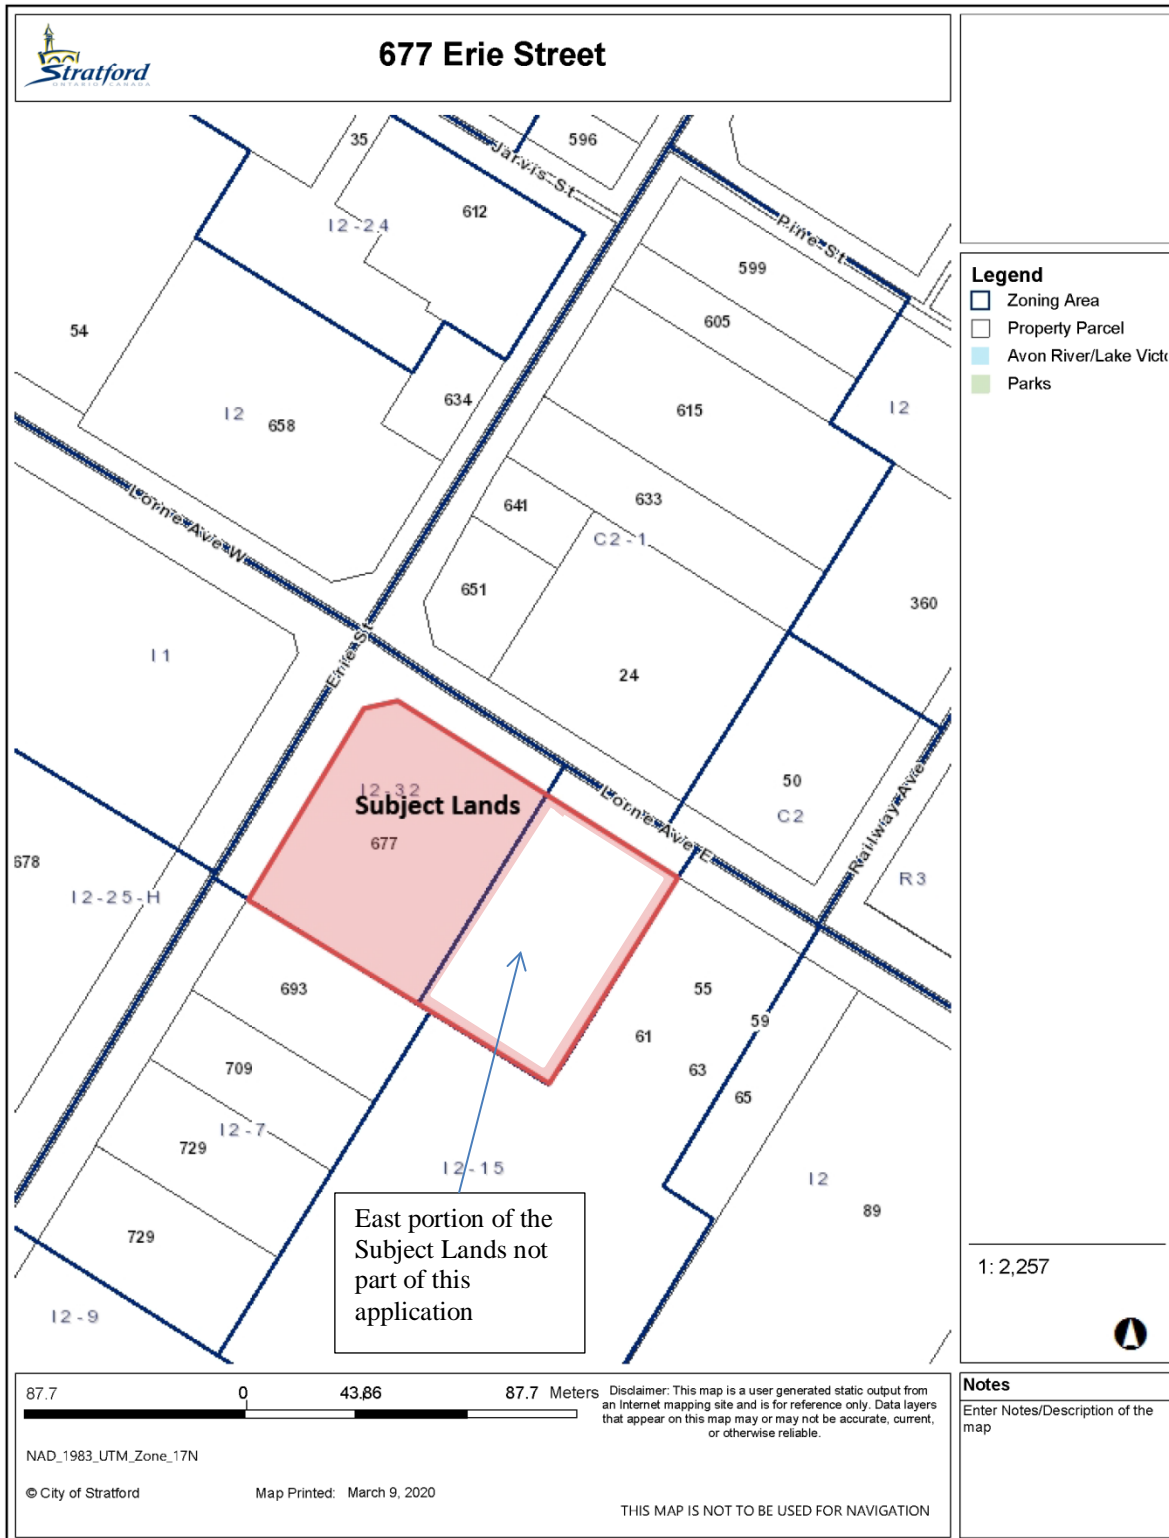 Stratford
ONTARIO CANADA
677 Erie Street
35
596
Jarvis St
612
I2-24
Pine St
599
605
54
634
I2
658
615
I2
Lorne Ave W
641
633
C2-1
651
360
I1
Erie St
24
I2-32
Subject Lands
677
Lorne Ave E
50
C2
Railway Ave
R3
678
I2-25-H
693
55
59
61
63
65
709
I2-7
729
I2-15
I2
89
729
I2-9
East portion of the
Subject Lands not
part of this
application
Legend
Zoning Area
Property Parcel
Avon River/Lake Victo
Parks
1: 2,257
87.7
0
43.86
87.7 Meters
NAD_1983_UTM_Zone_17N
© City of Stratford
Map Printed: March 9, 2020
Disclaimer: This map is a user generated static output from
an Internet mapping site and is for reference only. Data layers
that appear on this map may or may not be accurate, current,
or otherwise reliable.
THIS MAP IS NOT TO BE USED FOR NAVIGATION
Notes
Enter Notes/Description of the
map